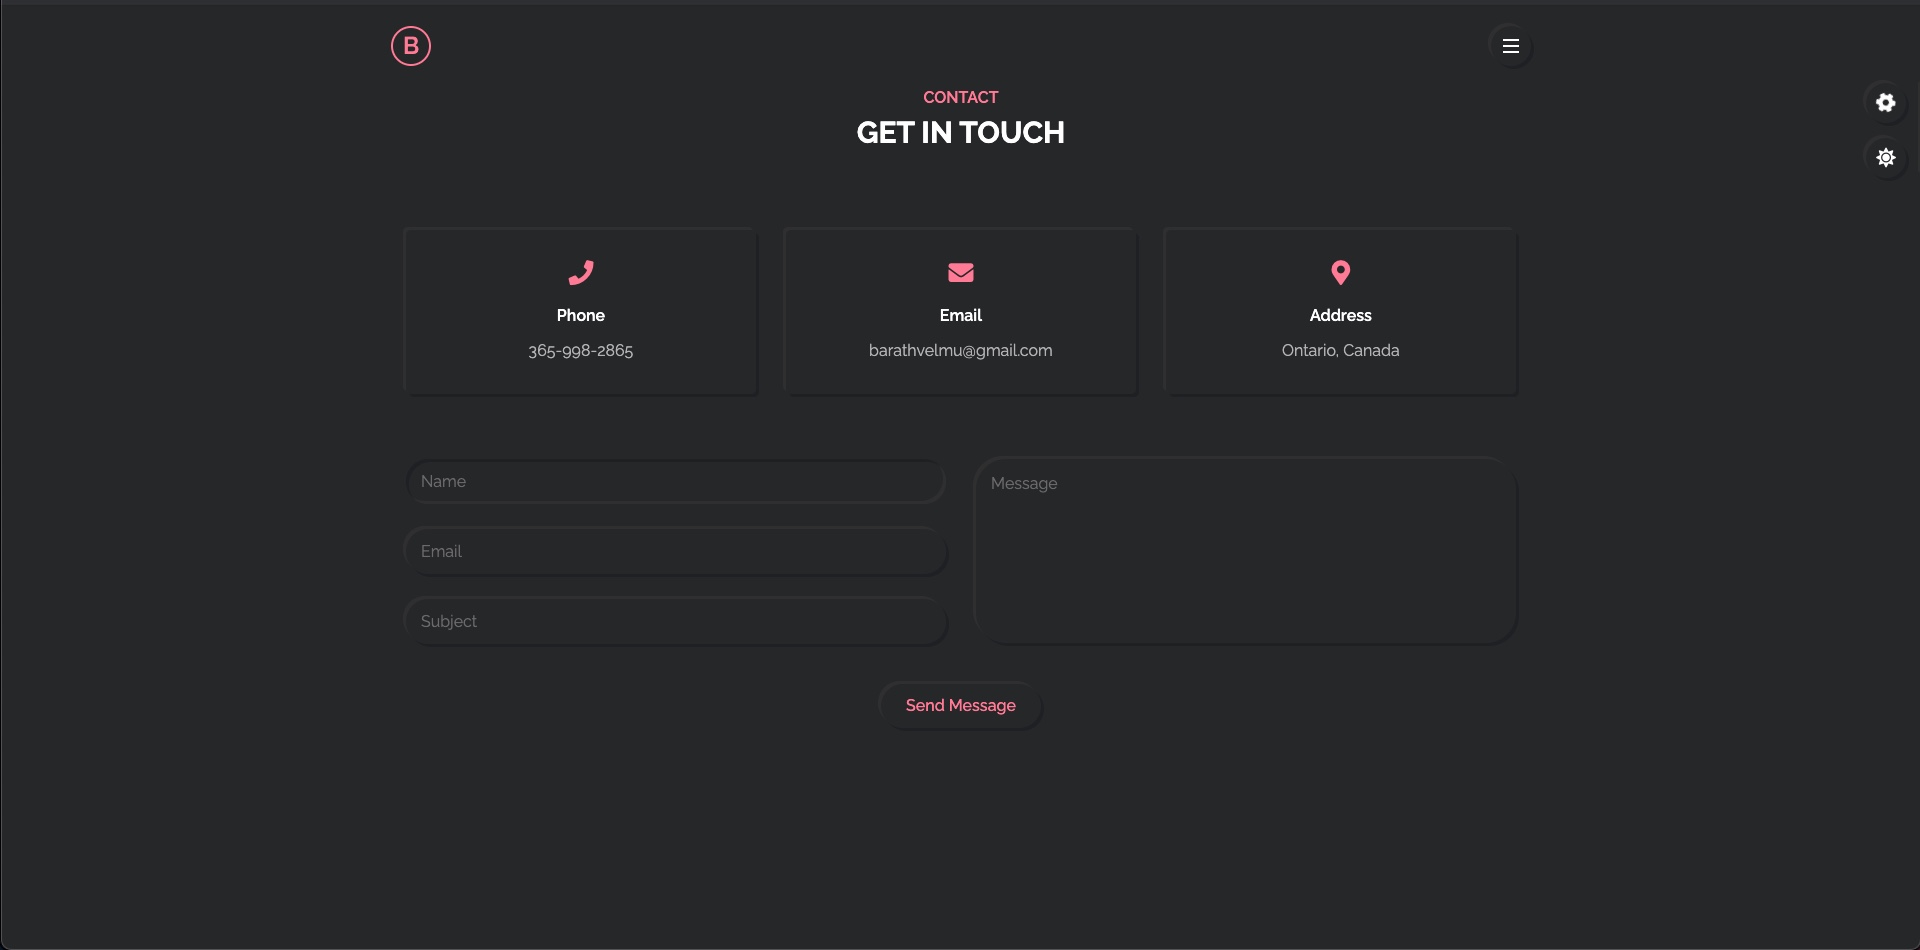 B
CONTACT
GET IN TOUCH
Phone
365-998-2865
Email
barathvelmu@gmail.com
Address
Ontario, Canada
Name
Email
Subject
Message
Send Message